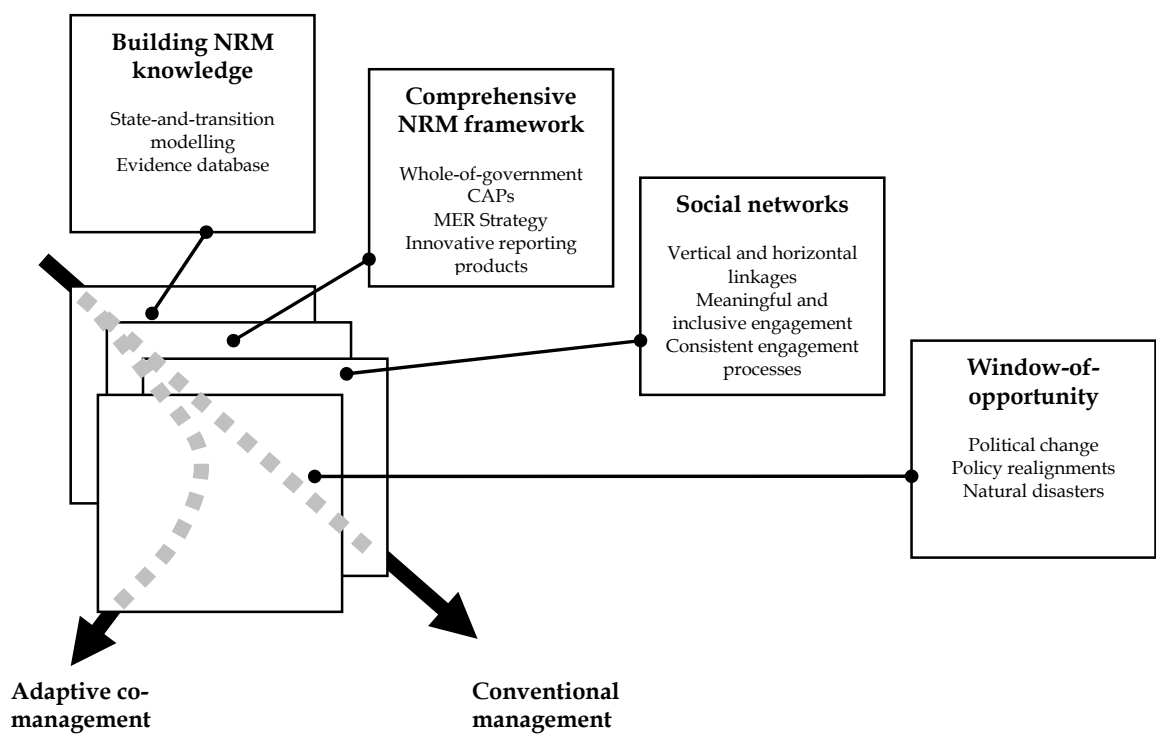 Building NRM
knowledge
State-and-transition
modelling
Evidence database
Comprehensive
NRM framework
Whole-of-government
CAPs
MER Strategy
Innovative reporting
products
Social networks
Vertical and horizontal
linkages
Meaningful and
inclusive engagement
Consistent engagement
processes
Window-of-
opportunity
Political change
Policy realignments
Natural disasters
Adaptive co-
management
Conventional
management